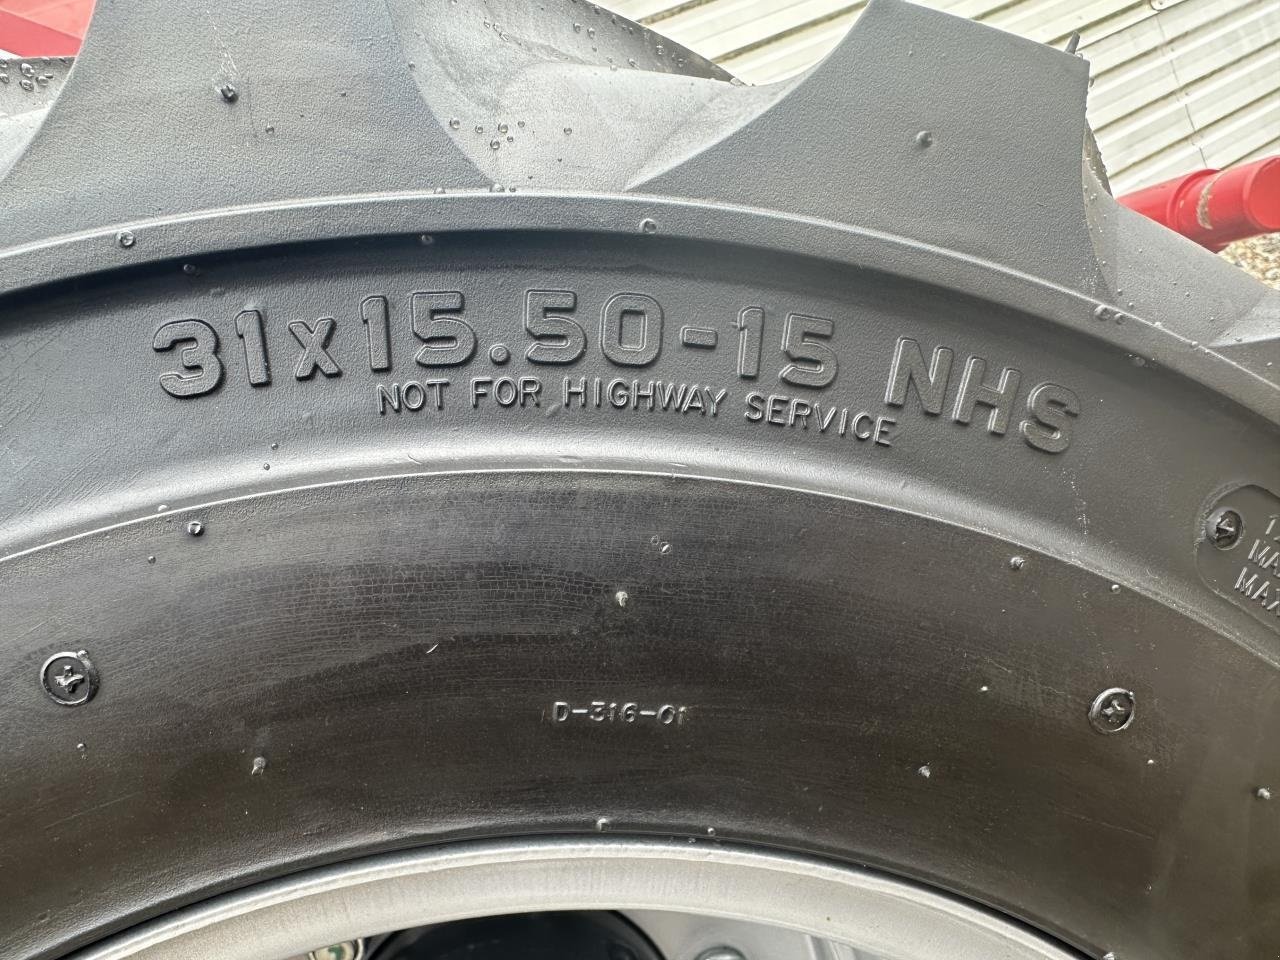 31x15.50-15 NHS
NOT FOR HIGHWAY SERVICE
D-316-01